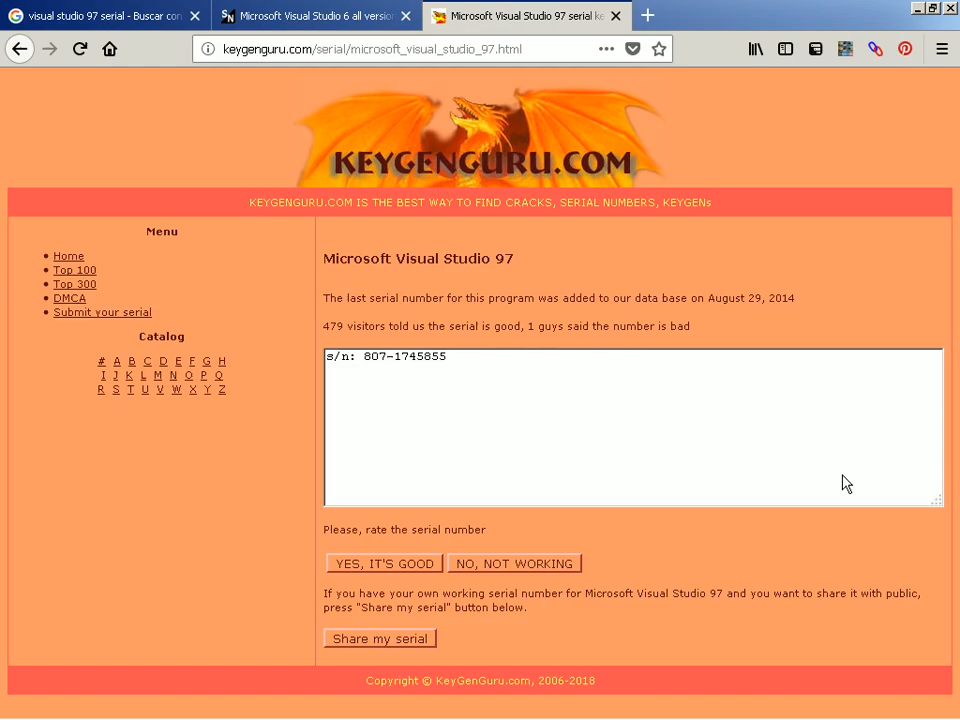 visual studio 97 serial - Buscar con
Microsoft Visual Studio 6 all version
Microsoft Visual Studio 97 serial ke
keygenguru.com/serial/microsoft_visual_studio_97.html
KEYGENGURU.COM
KEYGENGURU.COM IS THE BEST WAY TO FIND CRACKS, SERIAL NUMBERS, KEYGENs
Menu
Home
Top 100
Top 300
DMCA
Submit your serial
Catalog
# A B C D E F G H
I J K L M N O P Q
R S T U V W X Y Z
Microsoft Visual Studio 97
The last serial number for this program was added to our data base on August 29, 2014
479 visitors told us the serial is good, 1 guys said the number is bad
s/n: 807-1745855
Please, rate the serial number
YES, IT'S GOOD NO, NOT WORKING
If you have your own working serial number for Microsoft Visual Studio 97 and you want to share it with public,
press "Share my serial" button below.
Share my serial
Copyright © KeyGenGuru.com, 2006-2018